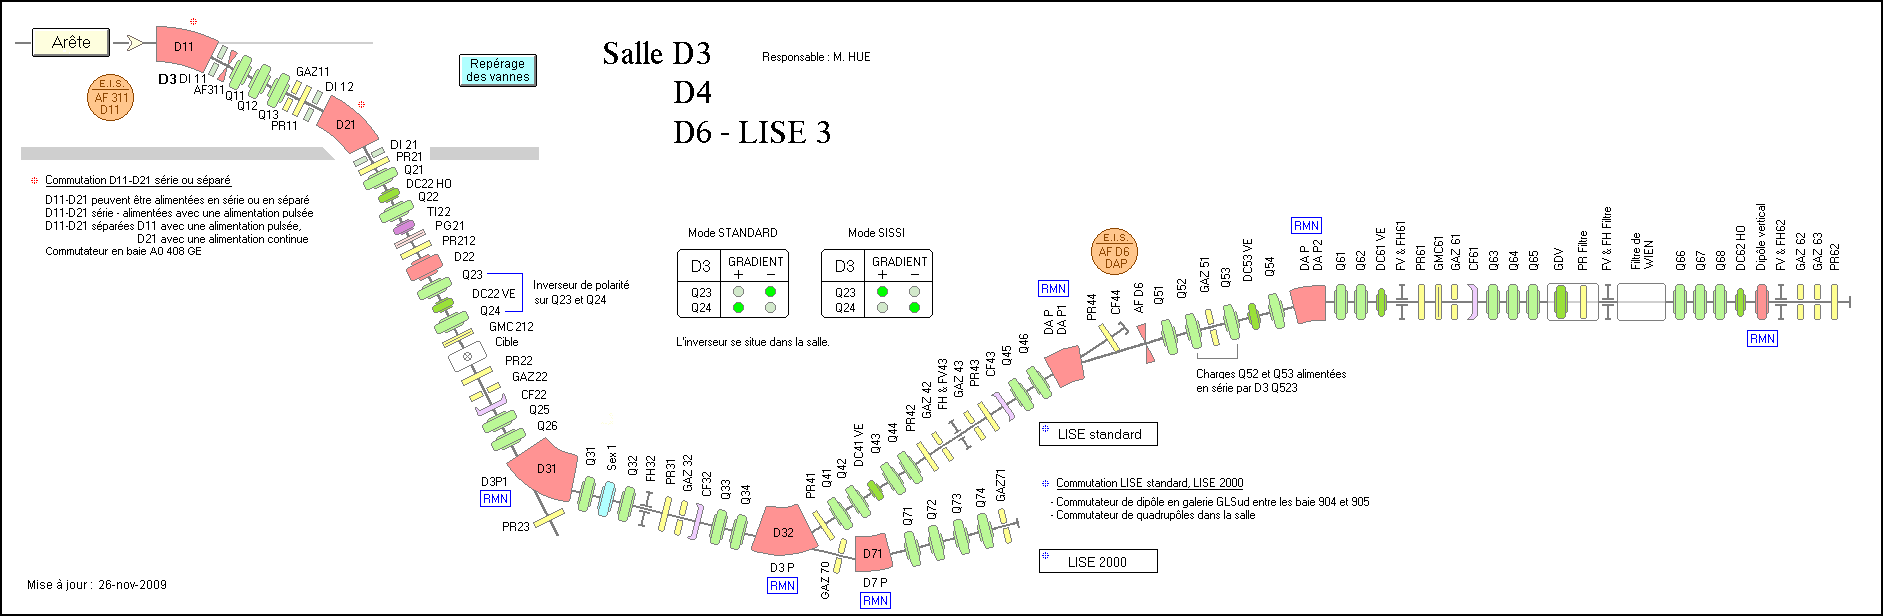 Arête
D11
E.I.S.
AF 311
D11
D3 DI 11
AF311
Q11
Q12
Q13
PR11
GAZ11
DI 12
D21
Repérage
des vannes
Salle D3
D4
D6 - LISE 3
Responsable : M. HUE
Commutation D11-D21 série ou séparé
D11-D21 peuvent être alimentées en série ou en séparé
D11-D21 série - alimentées avec une alimentation pulsée
D11-D21 séparées D11 avec une alimentation pulsée,
D21 avec une alimentation continue
Commutateur en baie A0 408 GE
DI 21
PR21
Q21
DC22 HO
Q22
TI22
PG21
PR212
D22
Q23
DC22 VE
Q24
Inverseur de polarité
sur Q23 et Q24
GMC 212
Cible
PR22
GAZ22
CF22
Q25
Q26
D31
D3P1
RMN
PR23
Mode STANDARD
D3
GRADIENT
+ −
Q23
Q24
Mode SISSI
D3
GRADIENT
+ −
Q23
Q24
L'inverseur se situe dans la salle.
Q31
Sex 1
Q32
FH32
PR31
GAZ 32
CF32
Q33
Q34
D32
D3 P
RMN
PR41
Q41
Q42
DC41 VE
Q43
Q44
PR42
GAZ 42
FH & FV43
GAZ 43
PR43
CF43
Q45
Q46
DA P
DA P1
RMN
GAZ 70
D71
D7 P
RMN
Q71
Q72
Q73
Q74
GAZ71
PR44
CF44
E.I.S.
AF D6
DAP
AF D6
Q51
Q52
GAZ 51
Q53
DC53 VE
Q54
Charges Q52 et Q53 alimentées
en série par D3 Q523
RMN
DA P
DA P2
Q61
Q62
DC61 VE
FV & FH61
PR61
GMC61
GAZ 61
CF61
Q63
Q64
Q65
GDV
PR Filtre
FV & FH Filtre
Filtre de
WIEN
Q66
Q67
Q68
DC62 HO
Dipôle vertical
RMN
FV & FH62
GAZ 62
GAZ 63
PR62
LISE standard
Commutation LISE standard, LISE 2000
- Commutateur de dipôle en galerie GLSud entre les baie 904 et 905
- Commutateur de quadrupôles dans la salle
LISE 2000
Mise à jour : 26-nov-2009